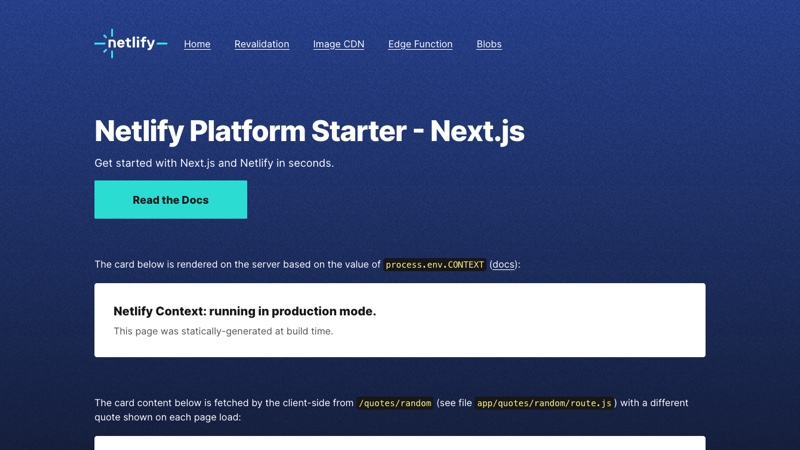 netlify
Home Revalidation Image CDN Edge Function Blobs
Netlify Platform Starter - Next.js
Get started with Next.js and Netlify in seconds.
Read the Docs
The card below is rendered on the server based on the value of process.env.CONTEXT (docs):
Netlify Context: running in production mode.
This page was statically-generated at build time.
The card content below is fetched by the client-side from /quotes/random (see file app/quotes/random/route.js) with a different
quote shown on each page load: